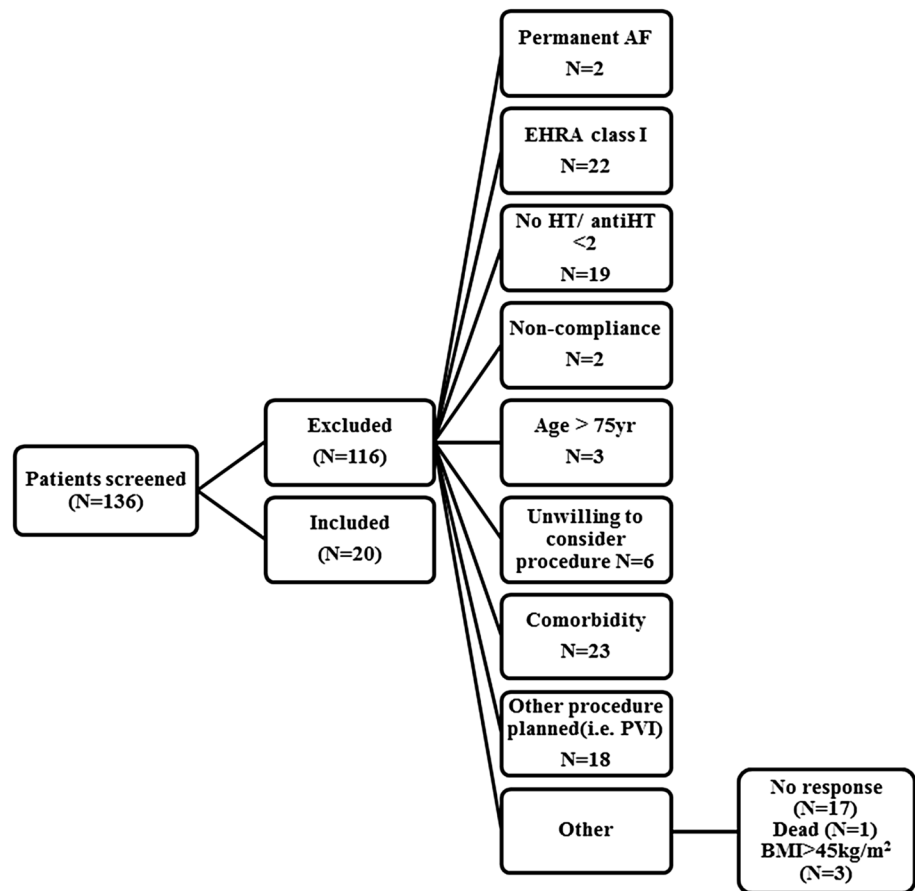 Patients screened
(N=136)
Excluded
(N=116)
Included
(N=20)
Permanent AF
N=2
EHRA class I
N=22
No HT/ antiHT
<2
N=19
Non-compliance
N=2
Age > 75yr
N=3
Unwilling to
consider
procedure N=6
Comorbidity
N=23
Other procedure
planned(i.e. PVI)
N=18
Other
No response
(N=17)
Dead (N=1)
BMI>45kg/m²
(N=3)